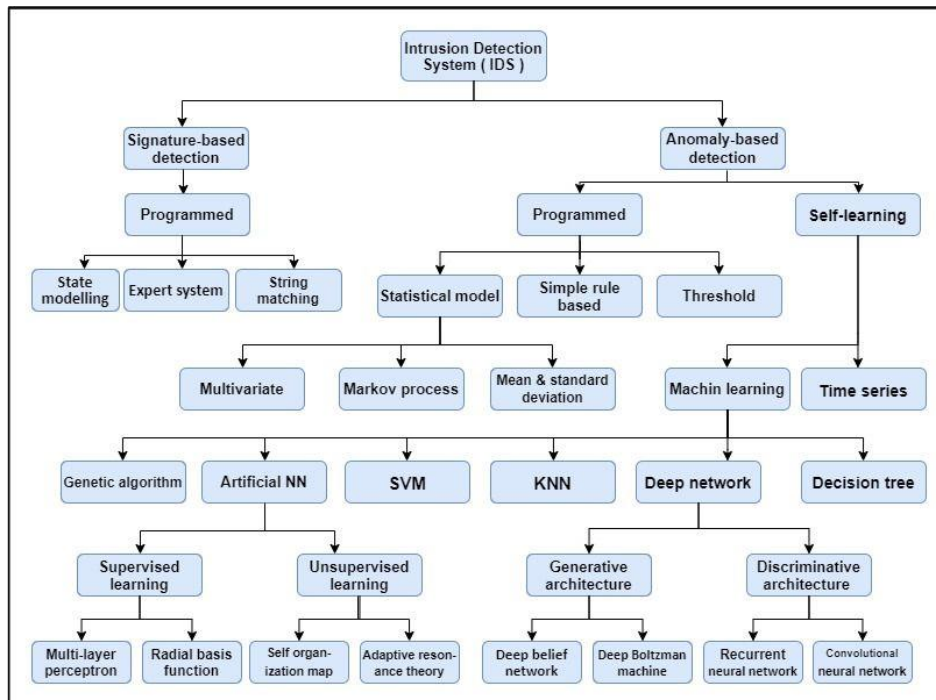 Intrusion Detection
System ( IDS )
Signature-based
detection
Anomaly-based
detection
Programmed
Programmed
Self-learning
State
modelling
Expert system
String
matching
Statistical model
Simple rule
based
Threshold
Multivariate
Markov process
Mean & standard
deviation
Machin learning
Time series
Genetic algorithm
Artificial NN
SVM
KNN
Deep network
Decision tree
Supervised
learning
Unsupervised
learning
Generative
architecture
Discriminative
architecture
Multi-layer
perceptron
Radial basis
function
Self organ-
ization map
Adaptive reson-
ance theory
Deep belief
network
Deep Boltzman
machine
Recurrent
neural network
Convolutional
neural network